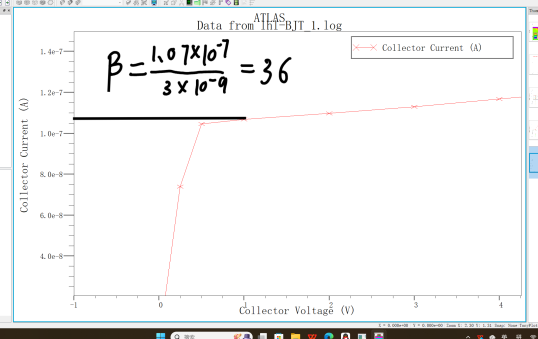 ATLAS
Data from lhl-BJT_1.log
Collector Current (A)
β = 1.07×10⁻⁷ / 3×10⁻⁹ = 36
1.4e-7
1.2e-7
1.0e-7
8.0e-8
6.0e-8
4.0e-8
Collector Current (A)
-1
0
1
2
3
4
Collector Voltage (V)